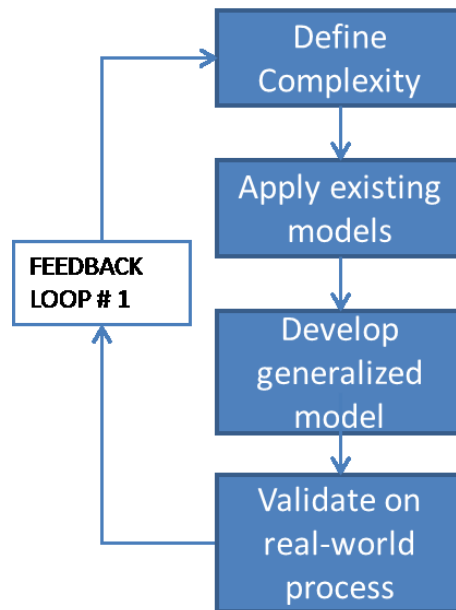 Define
Complexity
Apply existing
models
FEEDBACK
LOOP # 1
Develop
generalized
model
Validate on
real-world
process